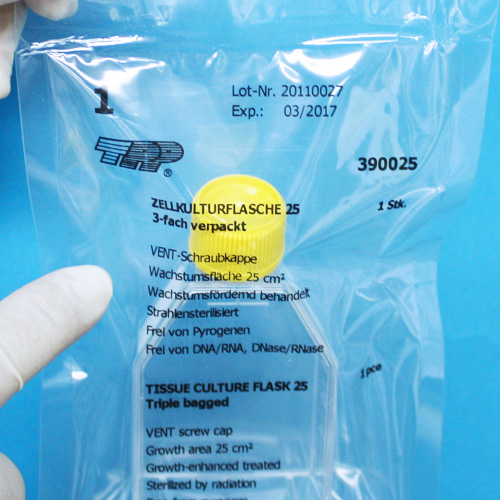 1
Lot-Nr. 20110027
Exp.: 03/2017
TPP®
390025
ZELLKULTURFLASCHE 25 1 Stk.
3-fach verpackt
VENT-Schraubkappe
Wachstumsfläche 25 cm²
Wachstumsfördernd behandelt
Strahlensterilisiert
Frei von Pyrogenen
Frei von DNA/RNA, DNase/RNase
TISSUE CULTURE FLASK 25 1 pce
Triple bagged
VENT screw cap
Growth area 25 cm²
Growth-enhanced treated
Sterilized by radiation